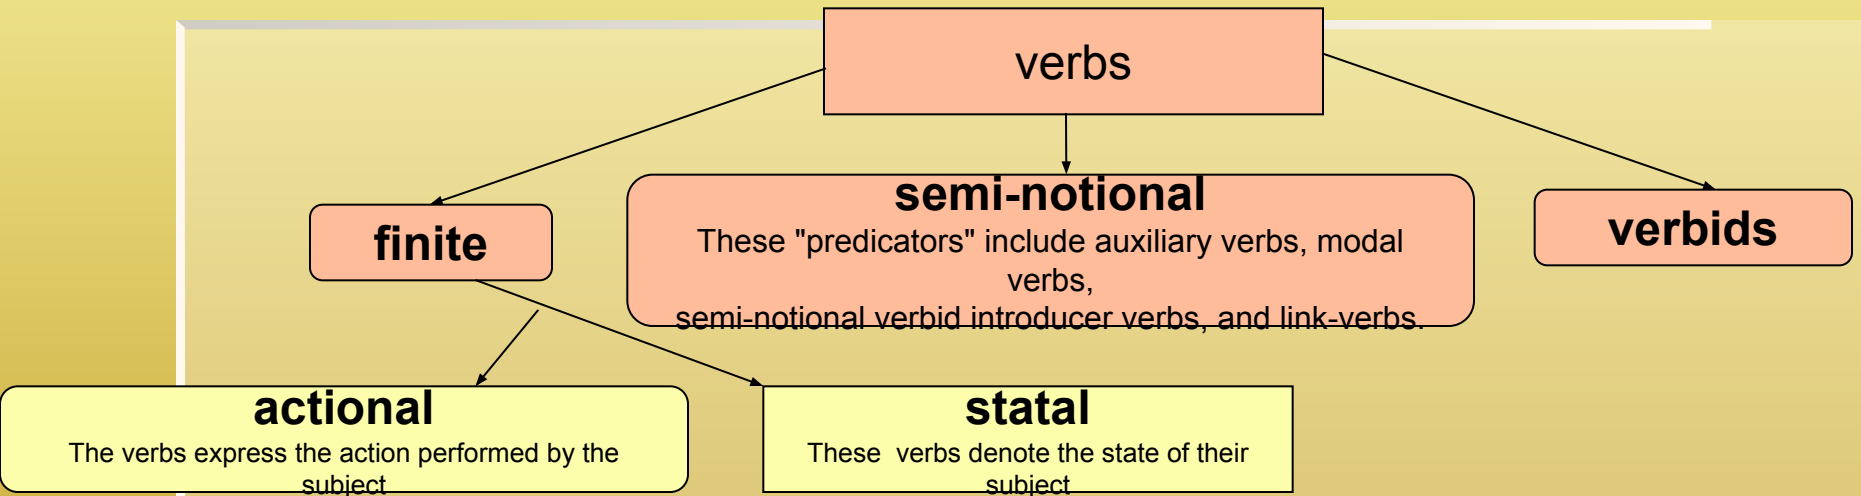 verbs
finite
semi-notional
These "predicators" include auxiliary verbs, modal
verbs,
semi-notional verbid introducer verbs, and link-verbs.
verbids
actional
The verbs express the action performed by the
subject
statal
These verbs denote the state of their
subject